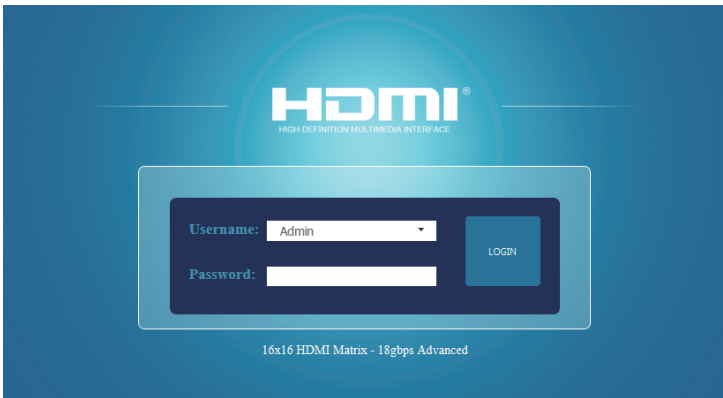 HDMI®
HIGH-DEFINITION MULTIMEDIA INTERFACE
Username: Admin
LOGIN
Password:
16x16 HDMI Matrix - 18gbps Advanced